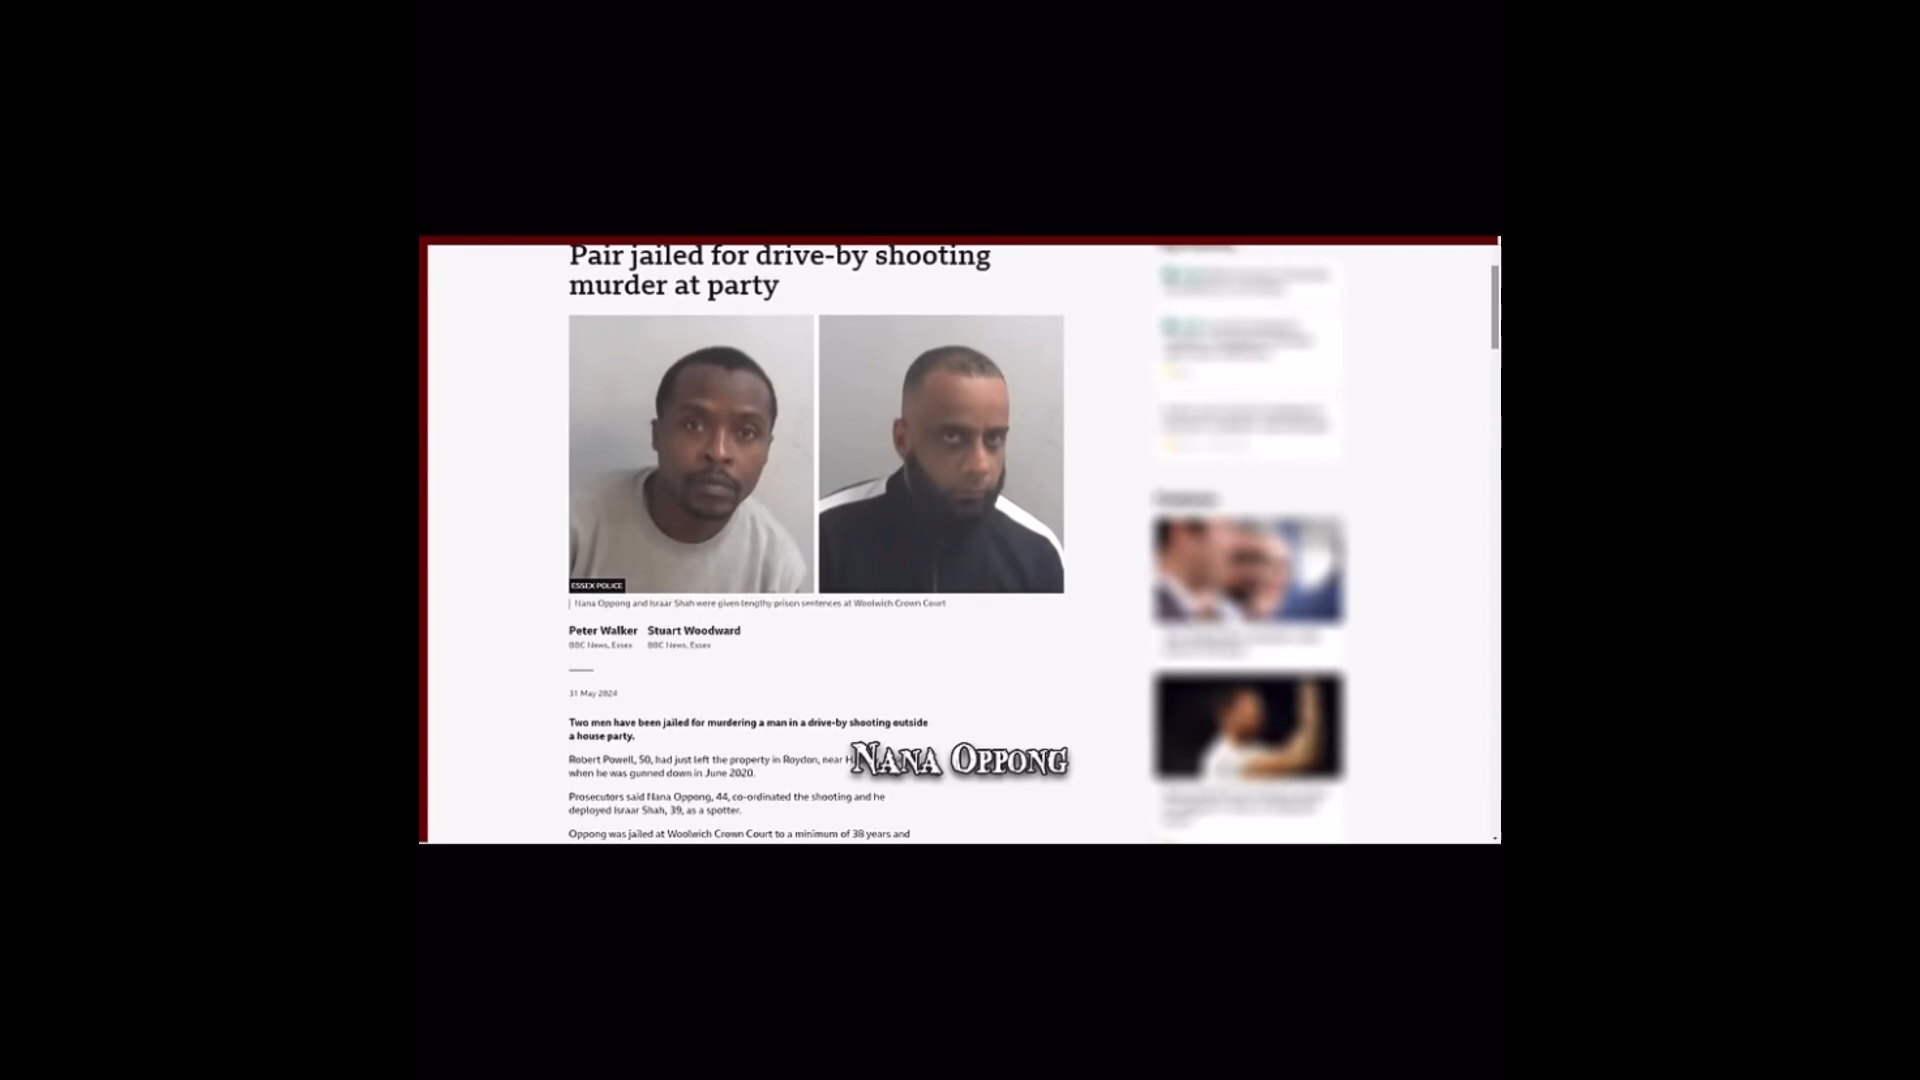 Pair jailed for drive-by shooting
murder at party
ESSEX POLICE
Nana Oppong and Israar Shah were given lengthy prison sentences at Woolwich Crown Court
Peter Walker Stuart Woodward
BBC News, Essex BBC News, Essex
31 May 2024
Two men have been jailed for murdering a man in a drive-by shooting outside
a house party.
Robert Powell, 50, had just left the property in Roydon, near
NANA OPPONG
when he was gunned down in June 2020.
Prosecutors said Nana Oppong, 44, co-ordinated the shooting and he
deployed Israar Shah, 39, as a spotter.
Oppong was jailed at Woolwich Crown Court to a minimum of 38 years and